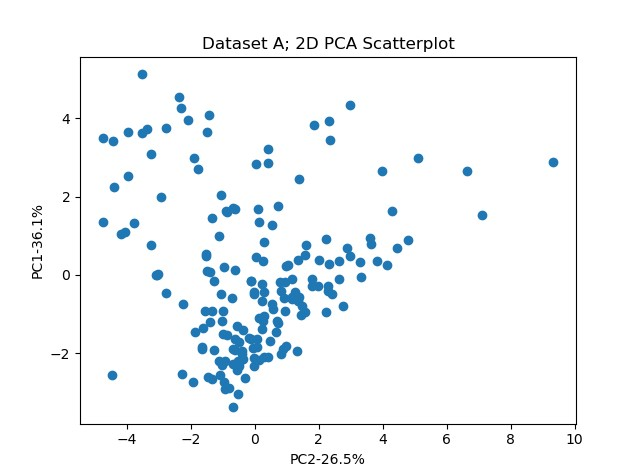 Dataset A; 2D PCA Scatterplot
PC1-36.1%
4
2
0
−2
−4 −2 0 2 4 6 8 10
PC2-26.5%